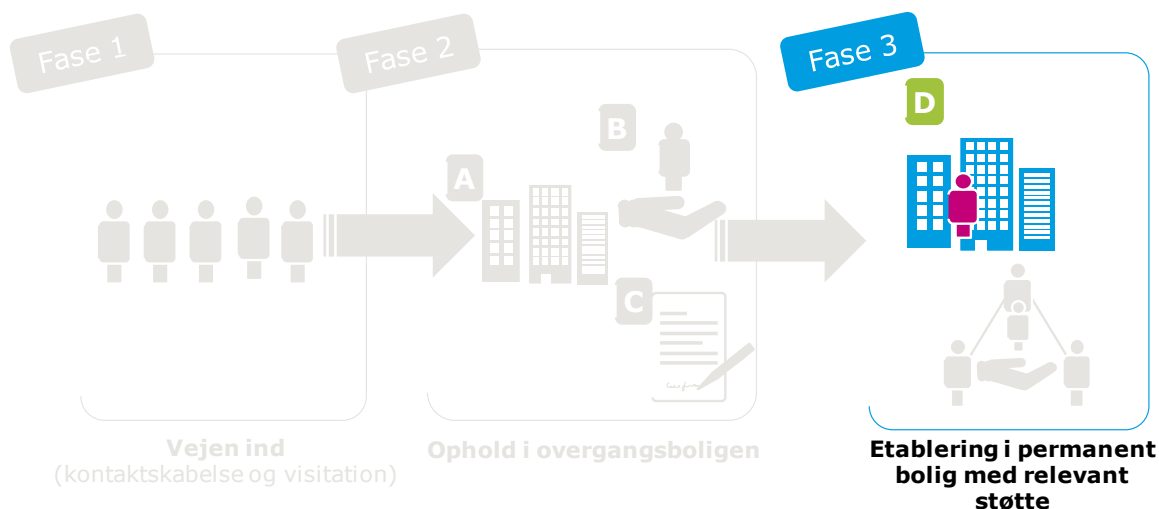 Fase 1
Fase 2
Fase 3
A
B
C
D
Vejen ind
(kontaktskabelse og visitation)
Ophold i overgangsboligen
Etablering i permanent
bolig med relevant
støtte